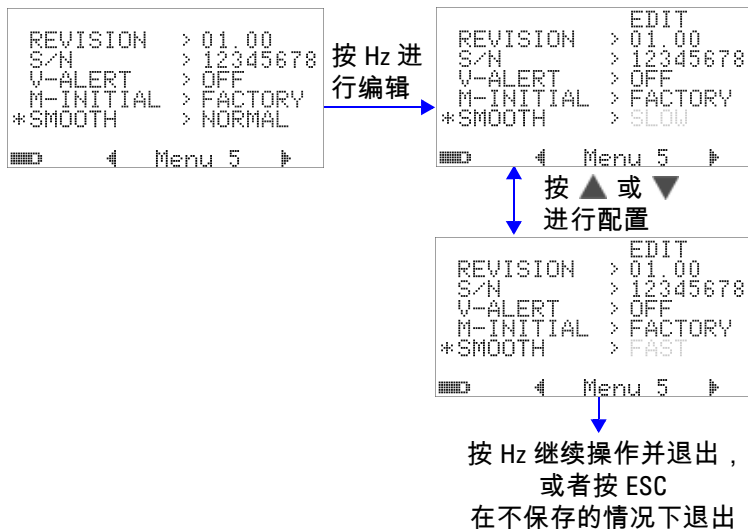 REVISION > 01.00
S/N > 12345678
V-ALERT > OFF
M-INITIAL > FACTORY
*SMOOTH > NORMAL
Menu 5
按 Hz 进
行编辑
EDIT
REVISION > 01.00
S/N > 12345678
V-ALERT > OFF
M-INITIAL > FACTORY
*SMOOTH > SLOW
Menu 5
按 ▲ 或 ▼
进行配置
EDIT
REVISION > 01.00
S/N > 12345678
V-ALERT > OFF
M-INITIAL > FACTORY
*SMOOTH > FAST
Menu 5
按 Hz 继续操作并退出，
或者按 ESC
在不保存的情况下退出